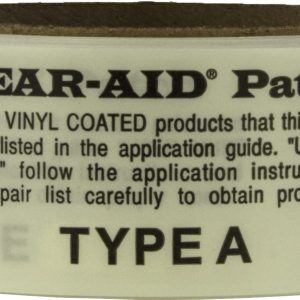 EAR-AID® Pat
VINYL COATED products that thi
listed in the application guide. "U
" follow the application instru
pair list carefully to obtain pro
E TYPE A